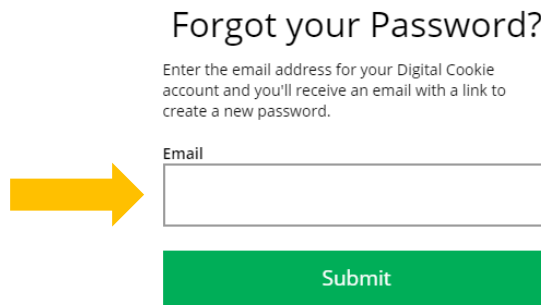 Forgot your Password?
Enter the email address for your Digital Cookie
account and you'll receive an email with a link to
create a new password.
Email
Submit